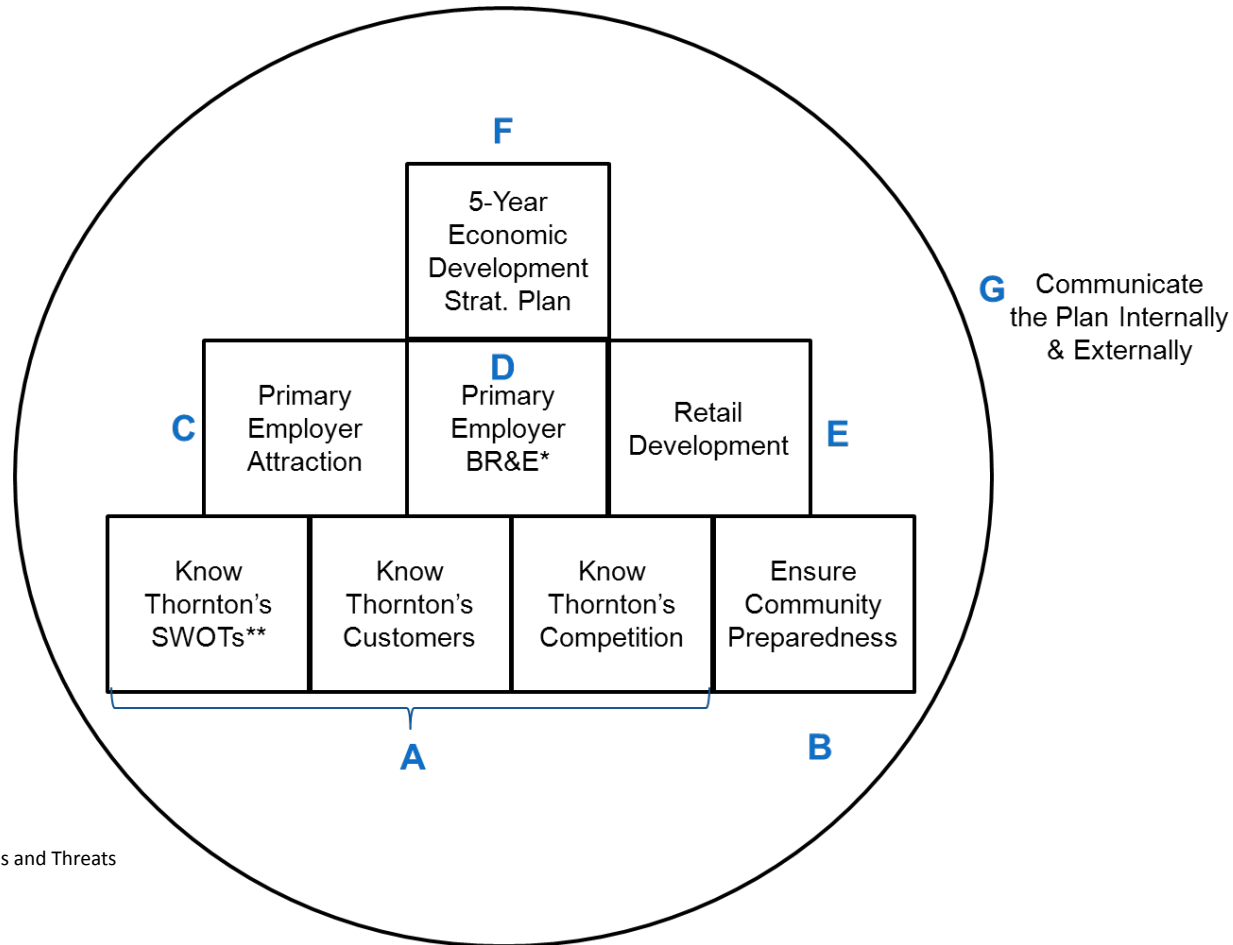 F
5-Year
Economic
Development
Strat. Plan
G
Communicate
the Plan Internally
& Externally
C
Primary
Employer
Attraction
D
Primary
Employer
BR&E*
Retail
Development
E
Know
Thornton’s
SWOTs**
Know
Thornton’s
Customers
Know
Thornton’s
Competition
Ensure
Community
Preparedness
A
B
s and Threats